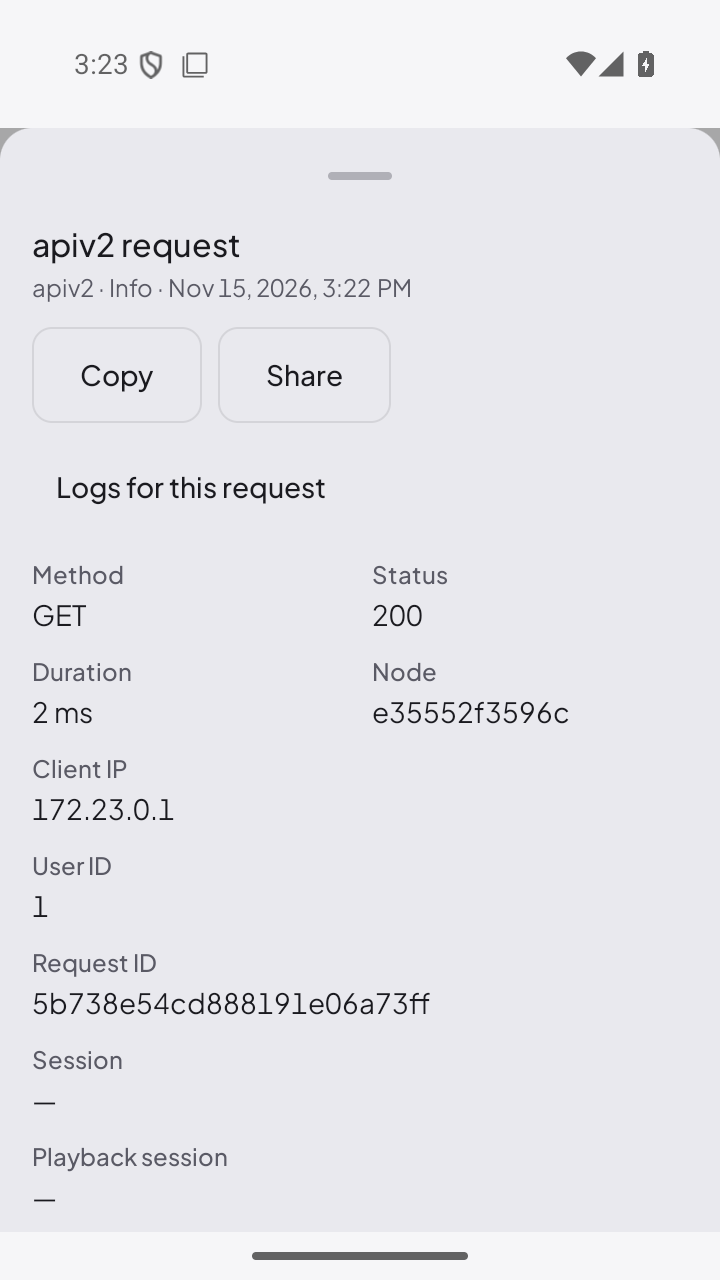 3:23
apiv2 request
apiv2 · Info · Nov 15, 2026, 3:22 PM
Copy Share
Logs for this request
Method Status
GET 200
Duration Node
2 ms e35552f3596c
Client IP
172.23.0.1
User ID
1
Request ID
5b738e54cd888191e06a73ff
Session
—
Playback session
—